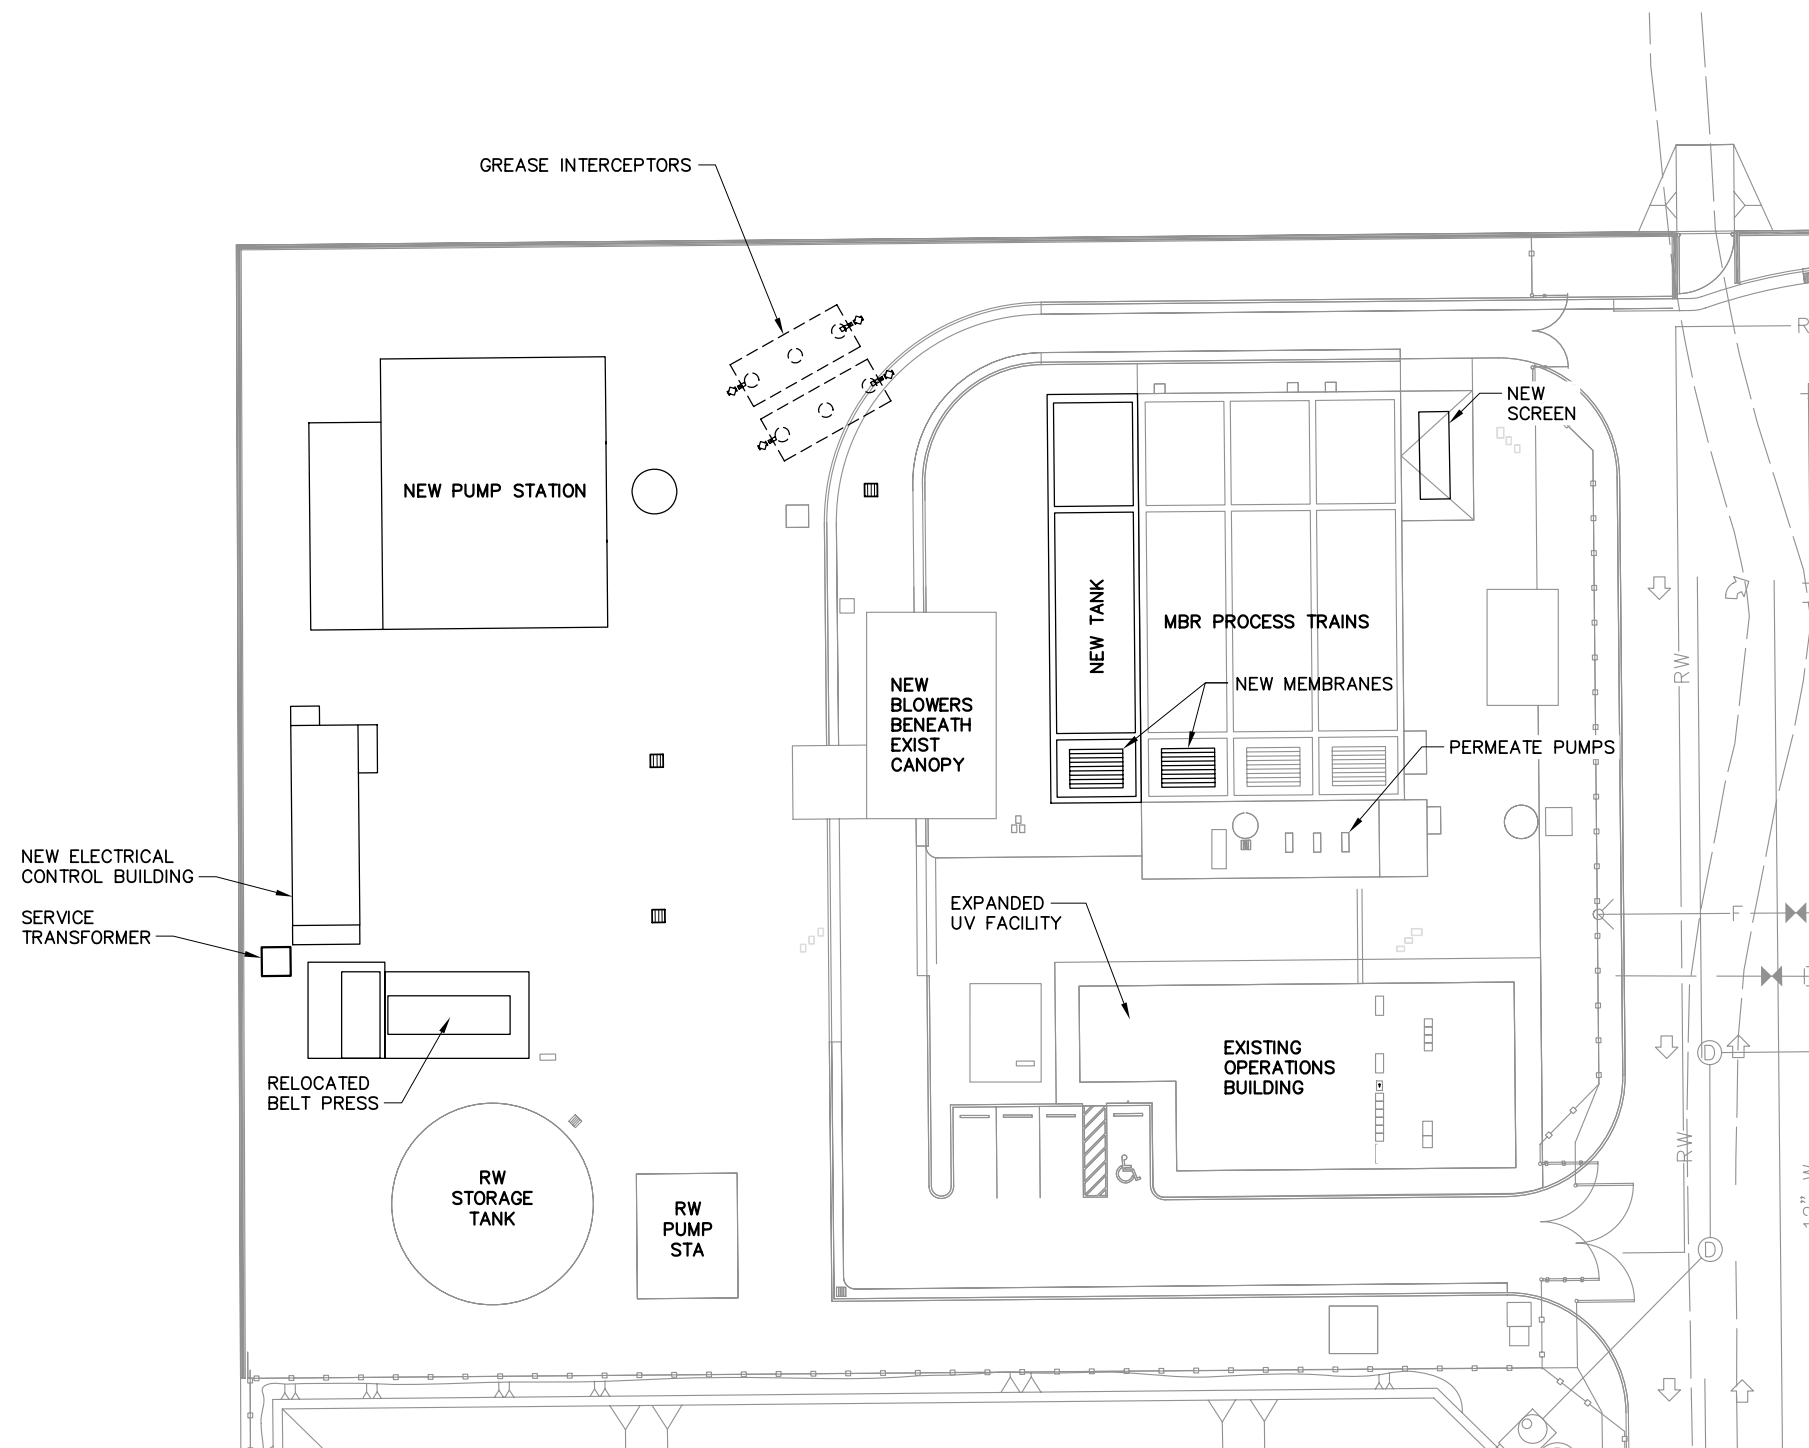 GREASE INTERCEPTORS
NEW
SCREEN
NEW PUMP STATION
NEW TANK
MBR PROCESS TRAINS
NEW MEMBRANES
NEW
BLOWERS
BENEATH
EXIST
CANOPY
PERMEATE PUMPS
RW
NEW ELECTRICAL
CONTROL BUILDING
SERVICE
TRANSFORMER
EXPANDED
UV FACILITY
F
EXISTING
OPERATIONS
BUILDING
D
RELOCATED
BELT PRESS
RW
STORAGE
TANK
RW
PUMP
STA
RW
D
12" W
R